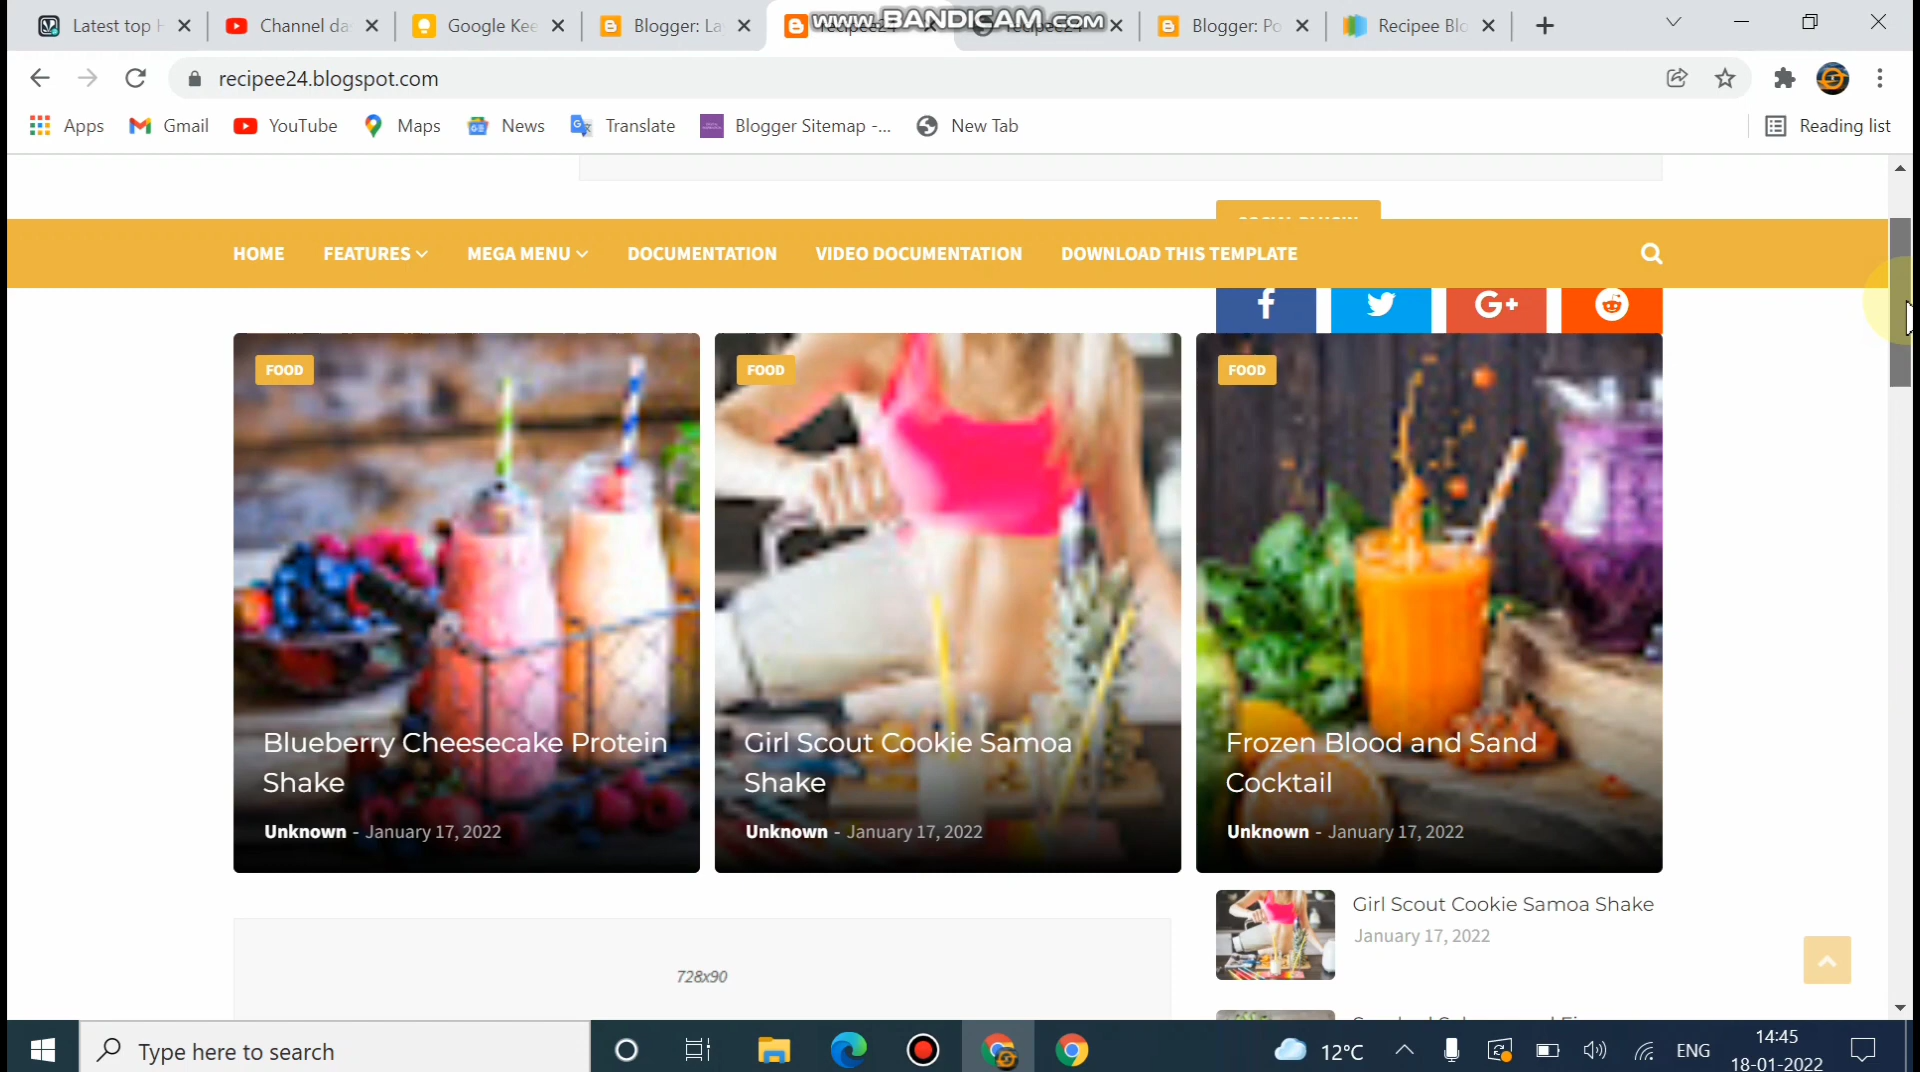 Latest top
Channel da
Google Kee
Blogger: La
recipee24
www.BANDICAM.COM
recipee24
Blogger: Po
Recipee Blo
recipee24.blogspot.com
Apps
Gmail
YouTube
Maps
News
Translate
Blogger Sitemap -...
New Tab
Reading list
HOME
FEATURES
MEGA MENU
DOCUMENTATION
VIDEO DOCUMENTATION
DOWNLOAD THIS TEMPLATE
G+
FOOD
FOOD
FOOD
Blueberry Cheesecake Protein
Shake
Unknown - January 17, 2022
Girl Scout Cookie Samoa
Shake
Unknown - January 17, 2022
Frozen Blood and Sand
Cocktail
Unknown - January 17, 2022
Girl Scout Cookie Samoa Shake
January 17, 2022
728x90
Type here to search
12°C
ENG
14:45
18-01-2022